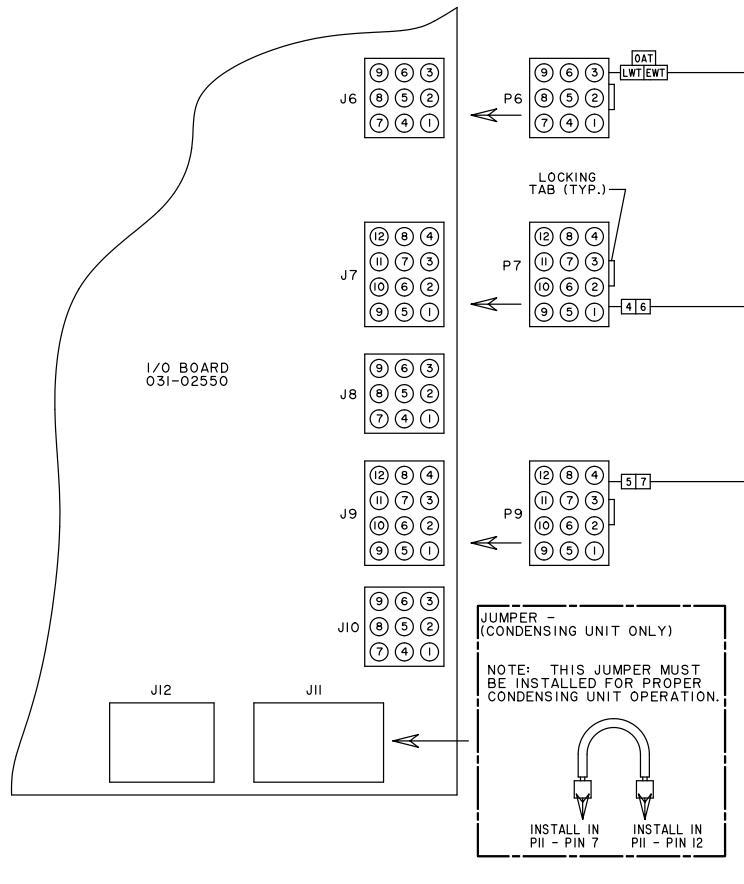 J6
9 6 3
8 5 2
7 4 1
P6
9 6 3
8 5 2
7 4 1
OAT
LWT EWT
LOCKING
TAB (TYP.)
J7
12 8 4
11 7 3
10 6 2
9 5 1
P7
12 8 4
11 7 3
10 6 2
9 5 1
4 6
I/O BOARD
031-02550
J8
9 6 3
8 5 2
7 4 1
J9
12 8 4
11 7 3
10 6 2
9 5 1
P9
12 8 4
11 7 3
10 6 2
9 5 1
5 7
J10
9 6 3
8 5 2
7 4 1
J12
J11
JUMPER -
(CONDENSING UNIT ONLY)
NOTE: THIS JUMPER MUST
BE INSTALLED FOR PROPER
CONDENSING UNIT OPERATION.
INSTALL IN
P11 - PIN 7
INSTALL IN
P11 - PIN 12